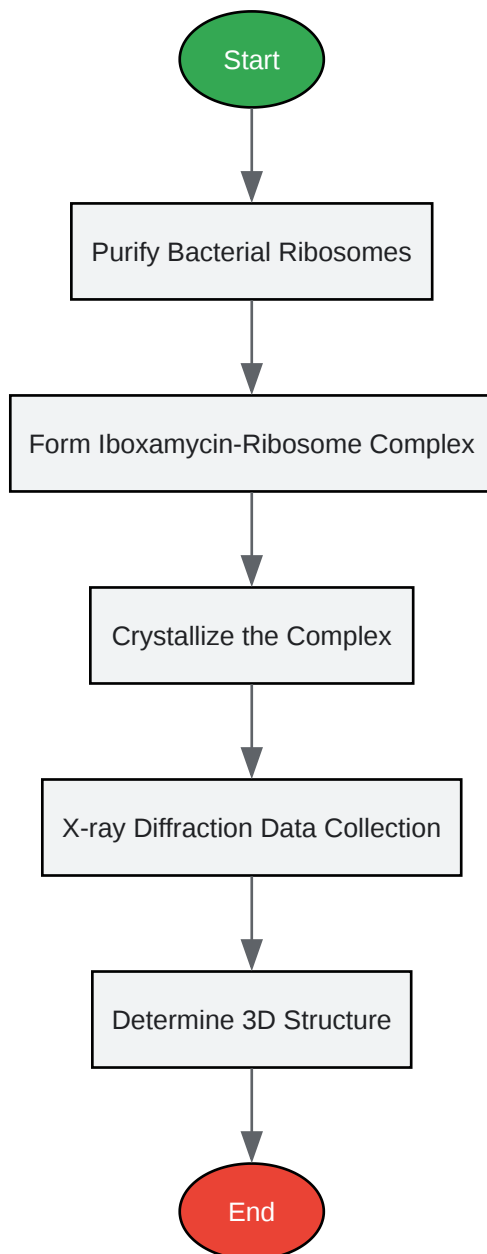 Start
Purify Bacterial Ribosomes
Form Iboxamycin-Ribosome Complex
Crystallize the Complex
X-ray Diffraction Data Collection
Determine 3D Structure
End